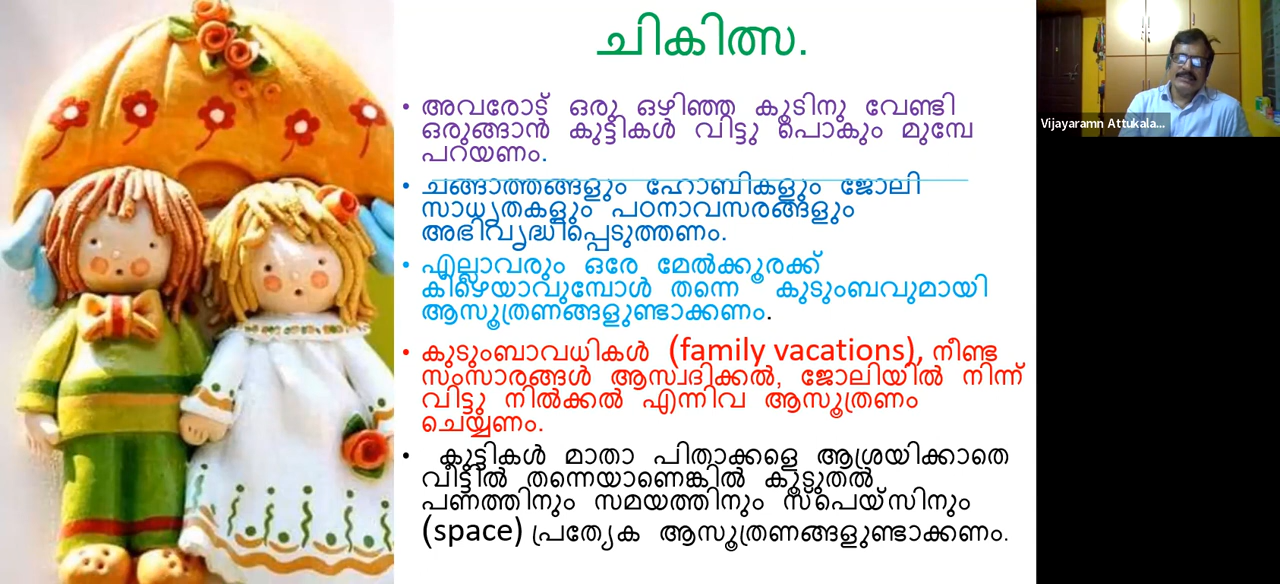 ചികിത്സ.
• അവരോട് ഒരു ഒഴിഞ്ഞ കൂടിനു വേണ്ടി
ഒരുങ്ങാൻ കുട്ടികൾ വിട്ടു പൊകും മുമ്പേ
പറയണം.
• ചങ്ങാത്തങ്ങളും ഹോബികളും ജോലി
സാധ്യതകളും പഠനാവസരങ്ങളും
അഭിവൃദ്ധിപ്പെടുത്തണം.
• എല്ലാവരും ഒരേ മേൽക്കൂരക്ക്
കീഴെയാവുമ്പോൾ തന്നെ കുടുംബവുമായി
ആസൂത്രണങ്ങളുണ്ടാക്കണം.
• കുടുംബാവധികൾ (family vacations), നീണ്ട
സംസാരങ്ങൾ ആസ്വദിക്കൽ, ജോലിയിൽ നിന്ന്
വിട്ടു നിൽക്കൽ എന്നിവ ആസൂത്രണം
ചെയ്യണം.
• കുട്ടികൾ മാതാ പിതാക്കളെ ആശ്രയിക്കാതെ
വീട്ടിൽ തന്നെയാണെങ്കിൽ കൂടുതൽ
പണത്തിനും സമയത്തിനും സ്പെയ്സിനും
(space) പ്രത്യേക ആസൂത്രണങ്ങളുണ്ടാക്കണം.
Vijayaramn Attukala...